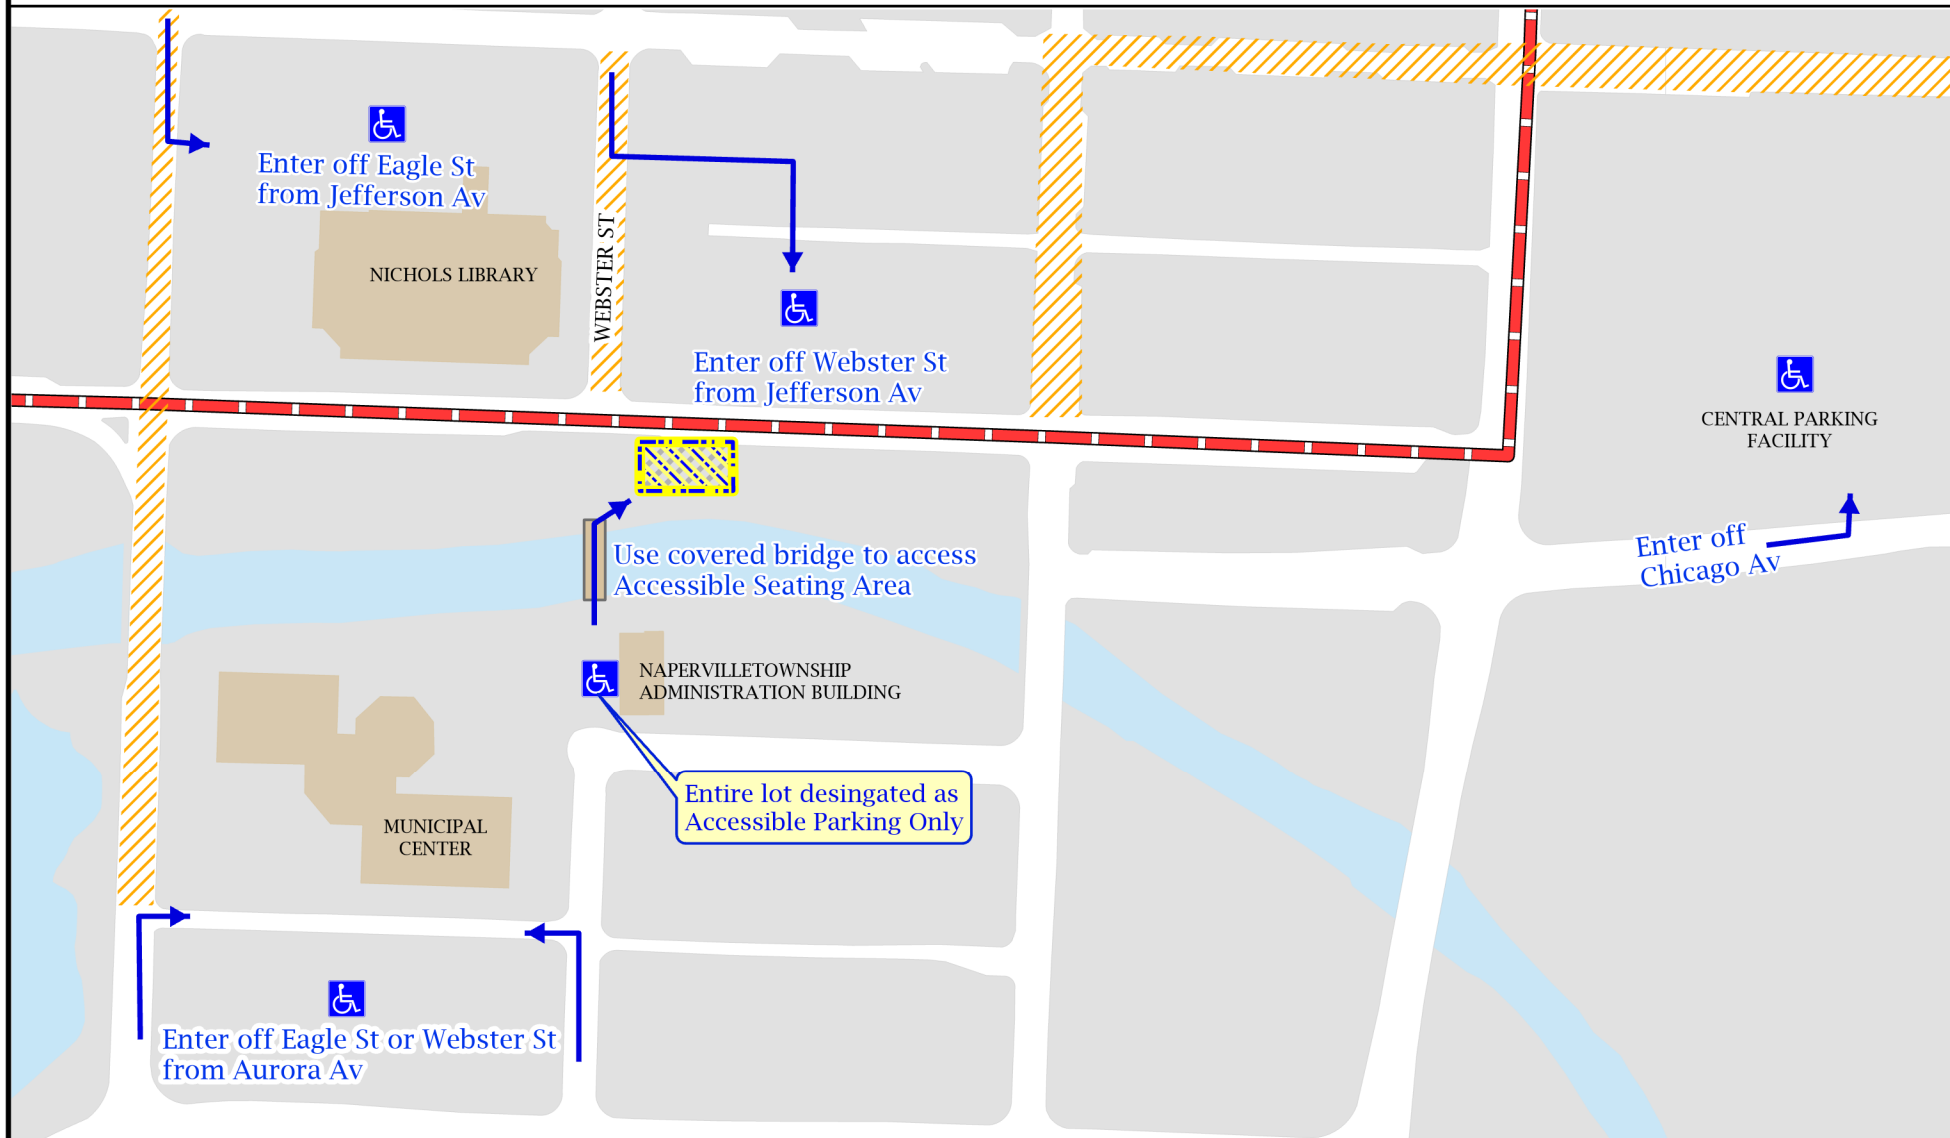 Enter off Eagle St
from Jefferson Av
NICHOLS LIBRARY
WEBSTER ST
Enter off Webster St
from Jefferson Av
CENTRAL PARKING
FACILITY
Enter off
Chicago Av
Use covered bridge to access
Accessible Seating Area
NAPERVILLETOWNSHIP
ADMINISTRATION BUILDING
Entire lot desingated as
Accessible Parking Only
MUNICIPAL
CENTER
Enter off Eagle St or Webster St
from Aurora Av